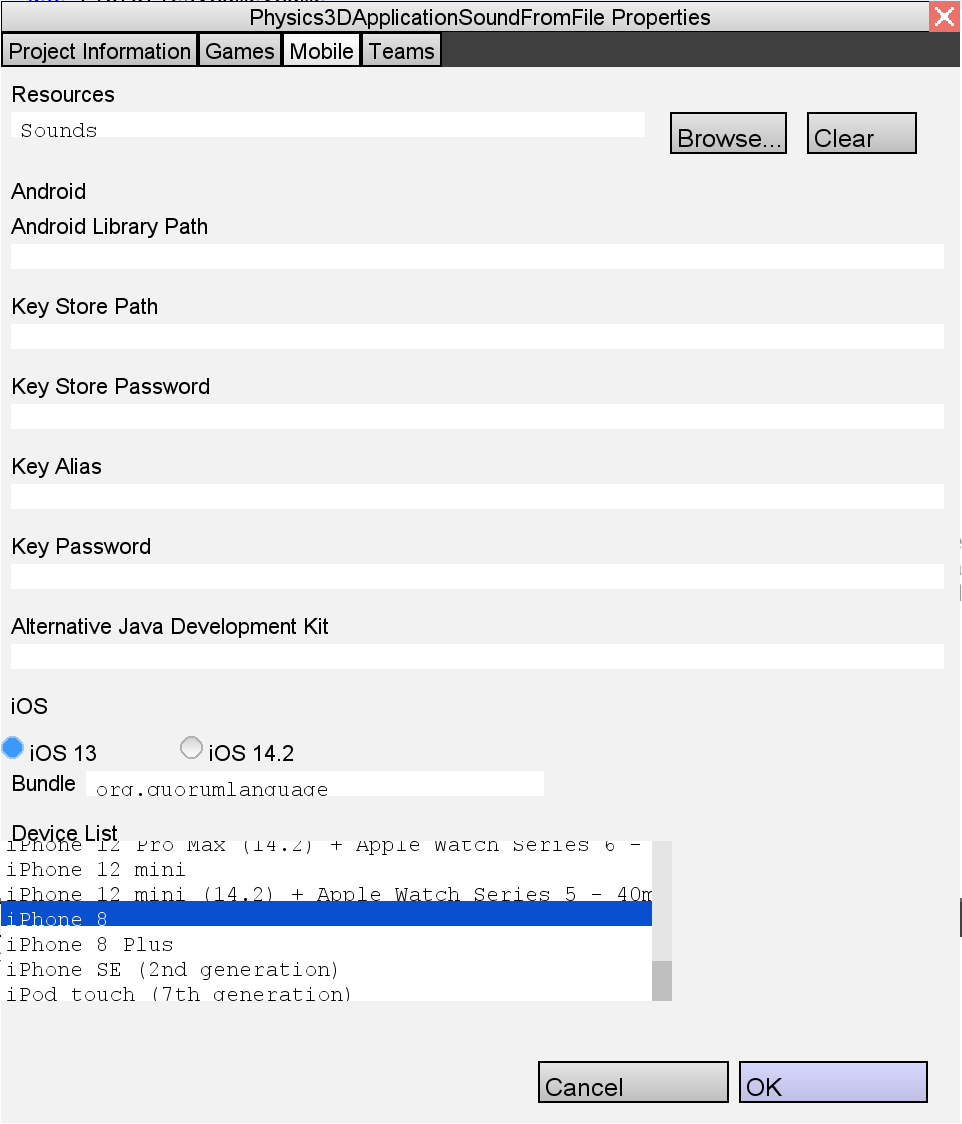 Physics3DApplicationSoundFromFile Properties
Project Information Games Mobile Teams
Resources
Sounds
Browse... Clear
Android
Android Library Path
Key Store Path
Key Store Password
Key Alias
Key Password
Alternative Java Development Kit
iOS
iOS 13 iOS 14.2
Bundle org.quorumlanguage
Device List
iPhone 12 Pro Max (14.2) + Apple Watch Series 6 -
iPhone 12 mini
iPhone 12 mini (14.2) + Apple Watch Series 5 - 40m
iPhone 8
iPhone 8 Plus
iPhone SE (2nd generation)
iPod touch (7th generation)
Cancel OK